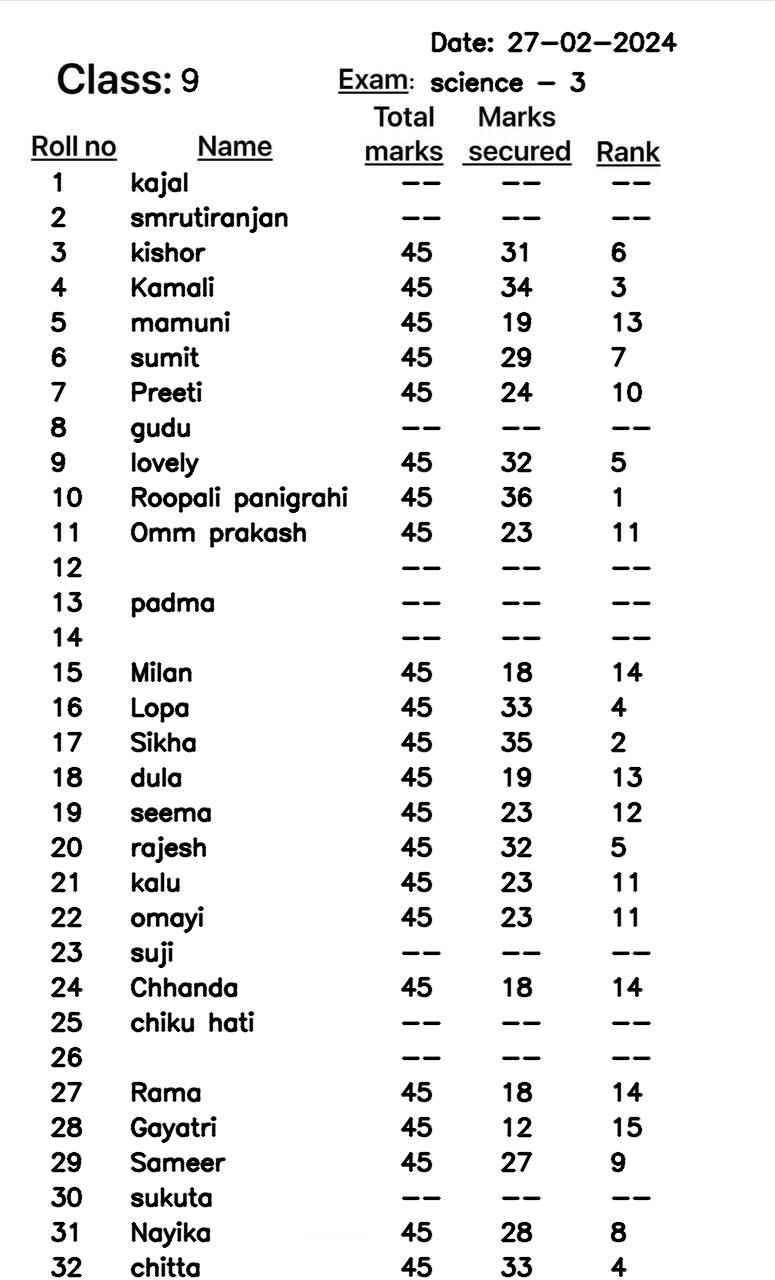 Date: 27-02-2024
Class: 9 Exam: science - 3
Total Marks
Roll no Name marks secured Rank
1 kajal -- -- --
2 smrutiranjan -- -- --
3 kishor 45 31 6
4 Kamali 45 34 3
5 mamuni 45 19 13
6 sumit 45 29 7
7 Preeti 45 24 10
8 gudu -- -- --
9 lovely 45 32 5
10 Roopali panigrahi 45 36 1
11 Omm prakash 45 23 11
12 -- -- --
13 padma -- -- --
14 -- -- --
15 Milan 45 18 14
16 Lopa 45 33 4
17 Sikha 45 35 2
18 dula 45 19 13
19 seema 45 23 12
20 rajesh 45 32 5
21 kalu 45 23 11
22 omayi 45 23 11
23 suji -- -- --
24 Chhanda 45 18 14
25 chiku hati -- -- --
26 -- -- --
27 Rama 45 18 14
28 Gayatri 45 12 15
29 Sameer 45 27 9
30 sukuta -- -- --
31 Nayika 45 28 8
32 chitta 45 33 4